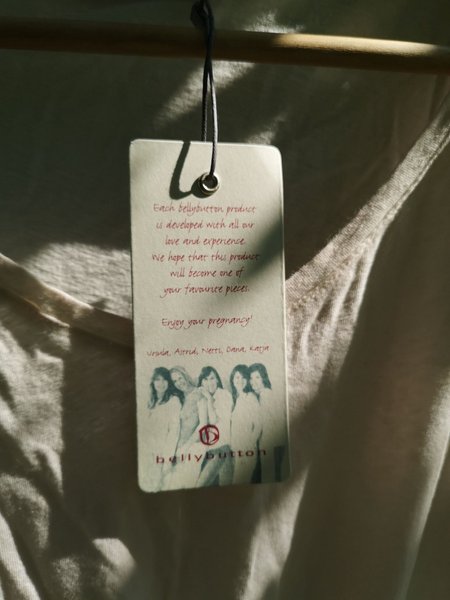 Each bellybutton product
is developed with all our
love and experience.
We hope that this product
will become one of
your favourite pieces.
Enjoy your pregnancy!
Ursula, Astrid, Netti, Dana, Katja
b
bellybutton